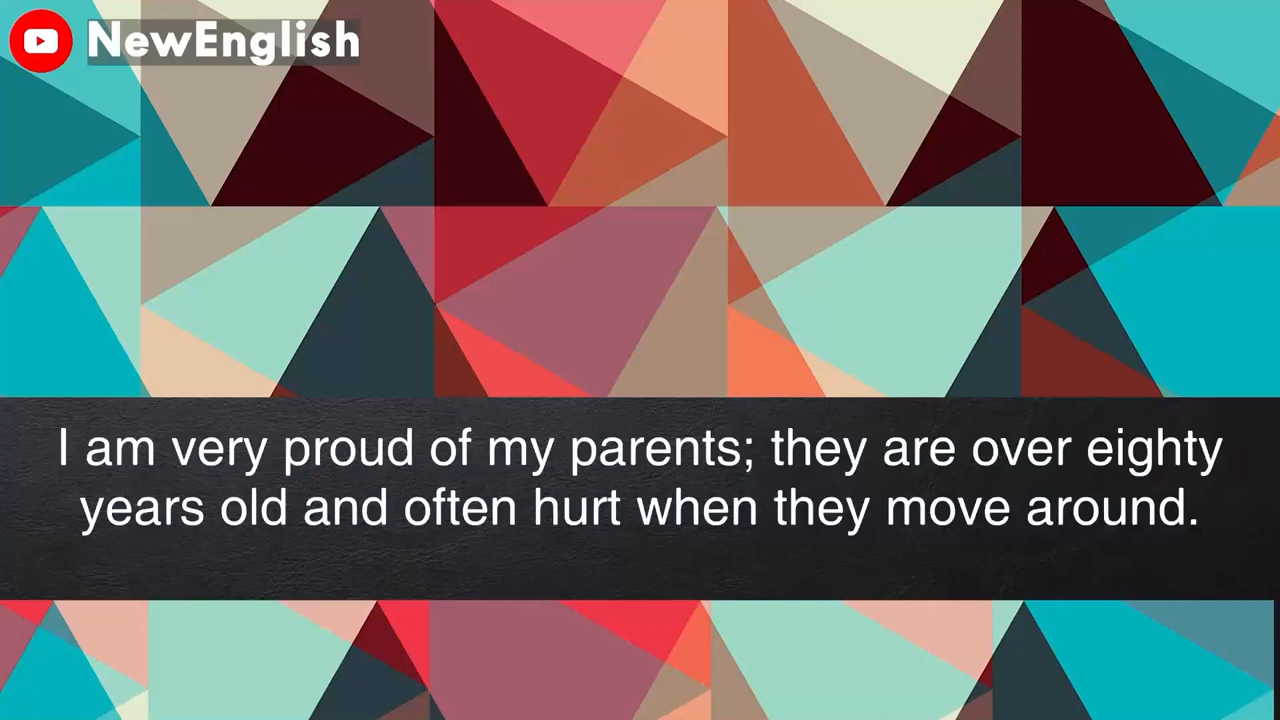 NewEnglish
I am very proud of my parents; they are over eighty
years old and often hurt when they move around.